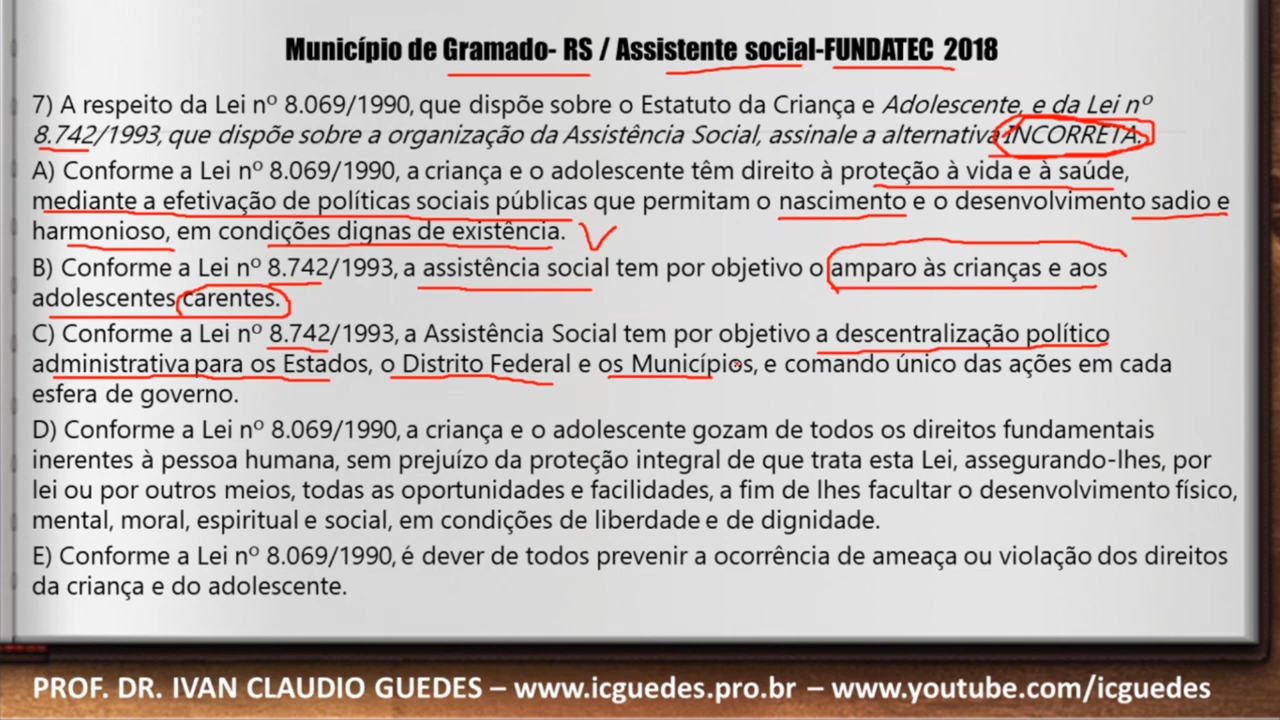 Município de Gramado- RS / Assistente social-FUNDATEC 2018
7) A respeito da Lei nº 8.069/1990, que dispõe sobre o Estatuto da Criança e Adolescente, e da Lei nº
8.742/1993, que dispõe sobre a organização da Assistência Social, assinale a alternativa INCORRETA.
A) Conforme a Lei nº 8.069/1990, a criança e o adolescente têm direito à proteção à vida e à saúde,
mediante a efetivação de políticas sociais públicas que permitam o nascimento e o desenvolvimento sadio e
harmonioso, em condições dignas de existência.
B) Conforme a Lei nº 8.742/1993, a assistência social tem por objetivo o amparo às crianças e aos
adolescentes carentes.
C) Conforme a Lei nº 8.742/1993, a Assistência Social tem por objetivo a descentralização político
administrativa para os Estados, o Distrito Federal e os Municípios, e comando único das ações em cada
esfera de governo.
D) Conforme a Lei nº 8.069/1990, a criança e o adolescente gozam de todos os direitos fundamentais
inerentes à pessoa humana, sem prejuízo da proteção integral de que trata esta Lei, assegurando-lhes, por
lei ou por outros meios, todas as oportunidades e facilidades, a fim de lhes facultar o desenvolvimento físico,
mental, moral, espiritual e social, em condições de liberdade e de dignidade.
E) Conforme a Lei nº 8.069/1990, é dever de todos prevenir a ocorrência de ameaça ou violação dos direitos
da criança e do adolescente.
PROF. DR. IVAN CLAUDIO GUEDES – www.icguedes.pro.br – www.youtube.com/icguedes